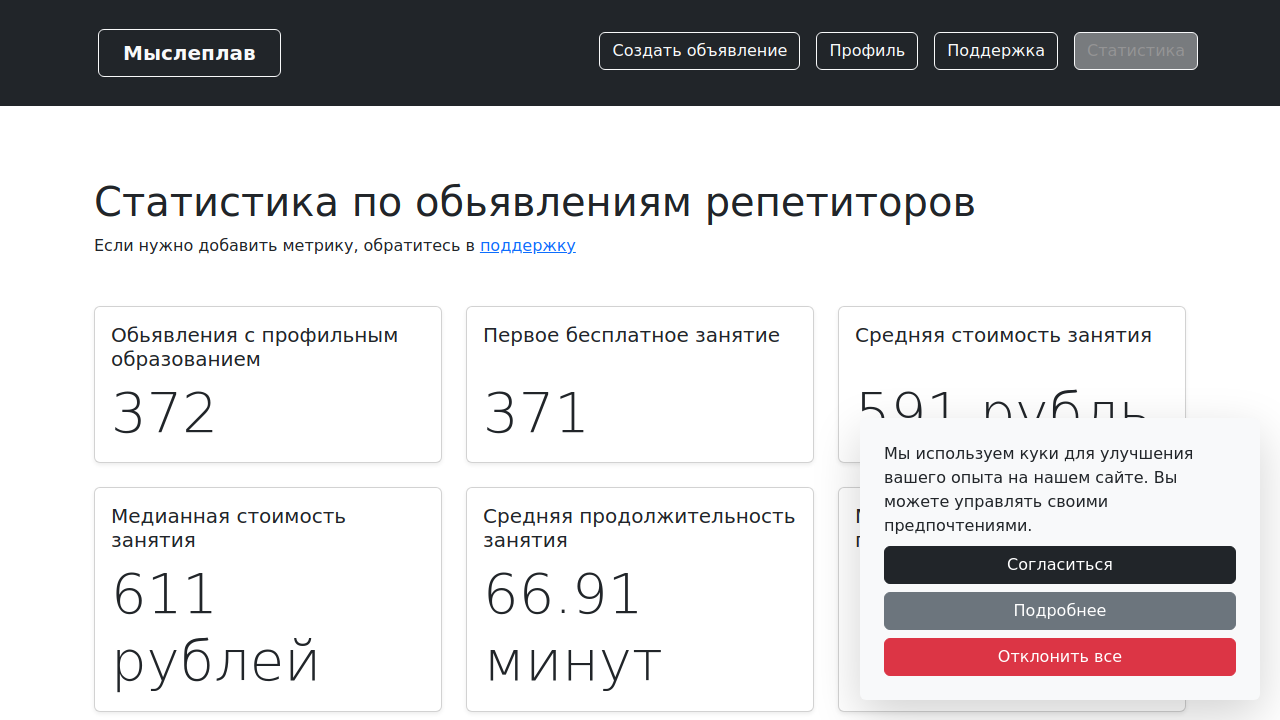 Мыслеплав
Создать объявление
Профиль
Поддержка
Статистика
Статистика по обьявлениям репетиторов
Если нужно добавить метрику, обратитесь в поддержку
Обьявления с профильным
образованием
372
Первое бесплатное занятие
371
Средняя стоимость занятия
591 рубль
Медианная стоимость
занятия
611
рублей
Средняя продолжительность
занятия
66.91
минут
Мы используем куки для улучшения
вашего опыта на нашем сайте. Вы
можете управлять своими
предпочтениями.
Согласиться
Подробнее
Отклонить все